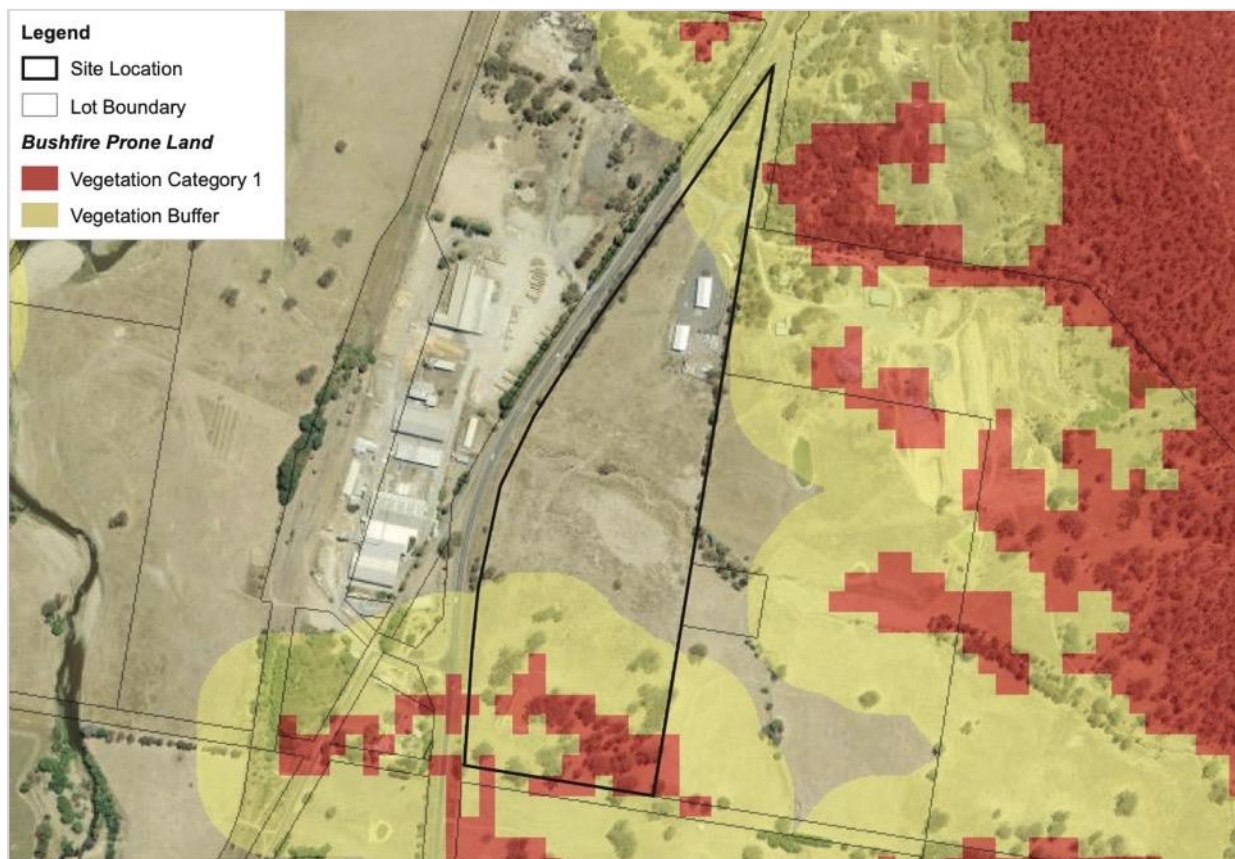 Legend
Site Location
Lot Boundary
Bushfire Prone Land
Vegetation Category 1
Vegetation Buffer